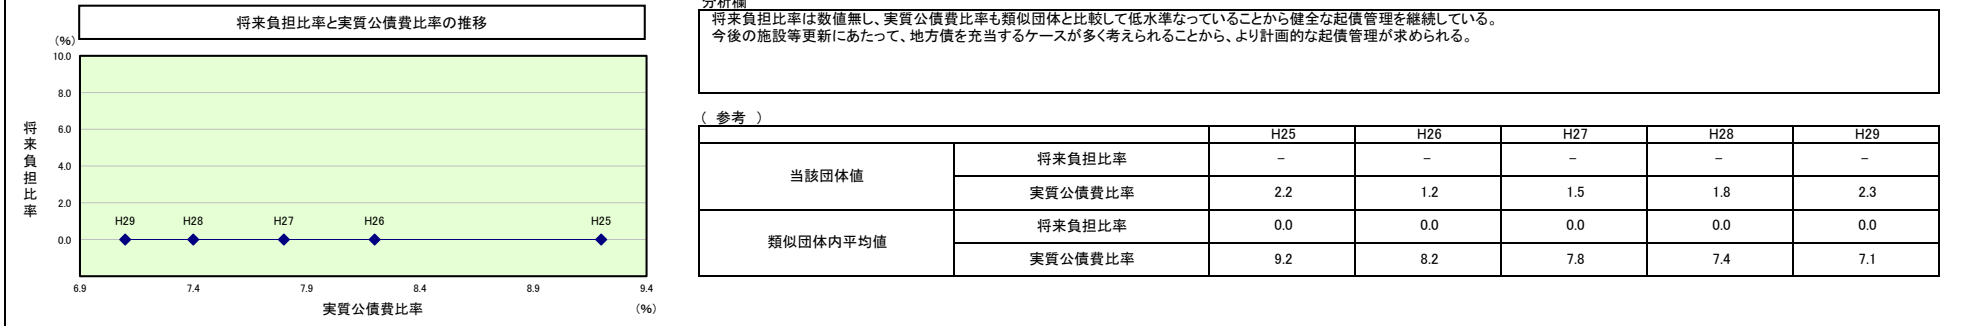 将来負担比率と実質公債費比率の推移
(%)
10.0
8.0
6.0
4.0
2.0
0.0
将来負担比率
H29 H28 H27 H26 H25
6.9 7.4 7.9 8.4 8.9 9.4
実質公債費比率 (%)
分析欄
将来負担比率は数値無し、実質公債費比率も類似団体と比較して低水準なっていることから健全な起債管理を継続している。
今後の施設等更新にあたって、地方債を充当するケースが多く考えられることから、より計画的な起債管理が求められる。
( 参考 )
H25 H26 H27 H28 H29
当該団体値
将来負担比率 － － － － －
実質公債費比率 2.2 1.2 1.5 1.8 2.3
類似団体内平均値
将来負担比率 0.0 0.0 0.0 0.0 0.0
実質公債費比率 9.2 8.2 7.8 7.4 7.1